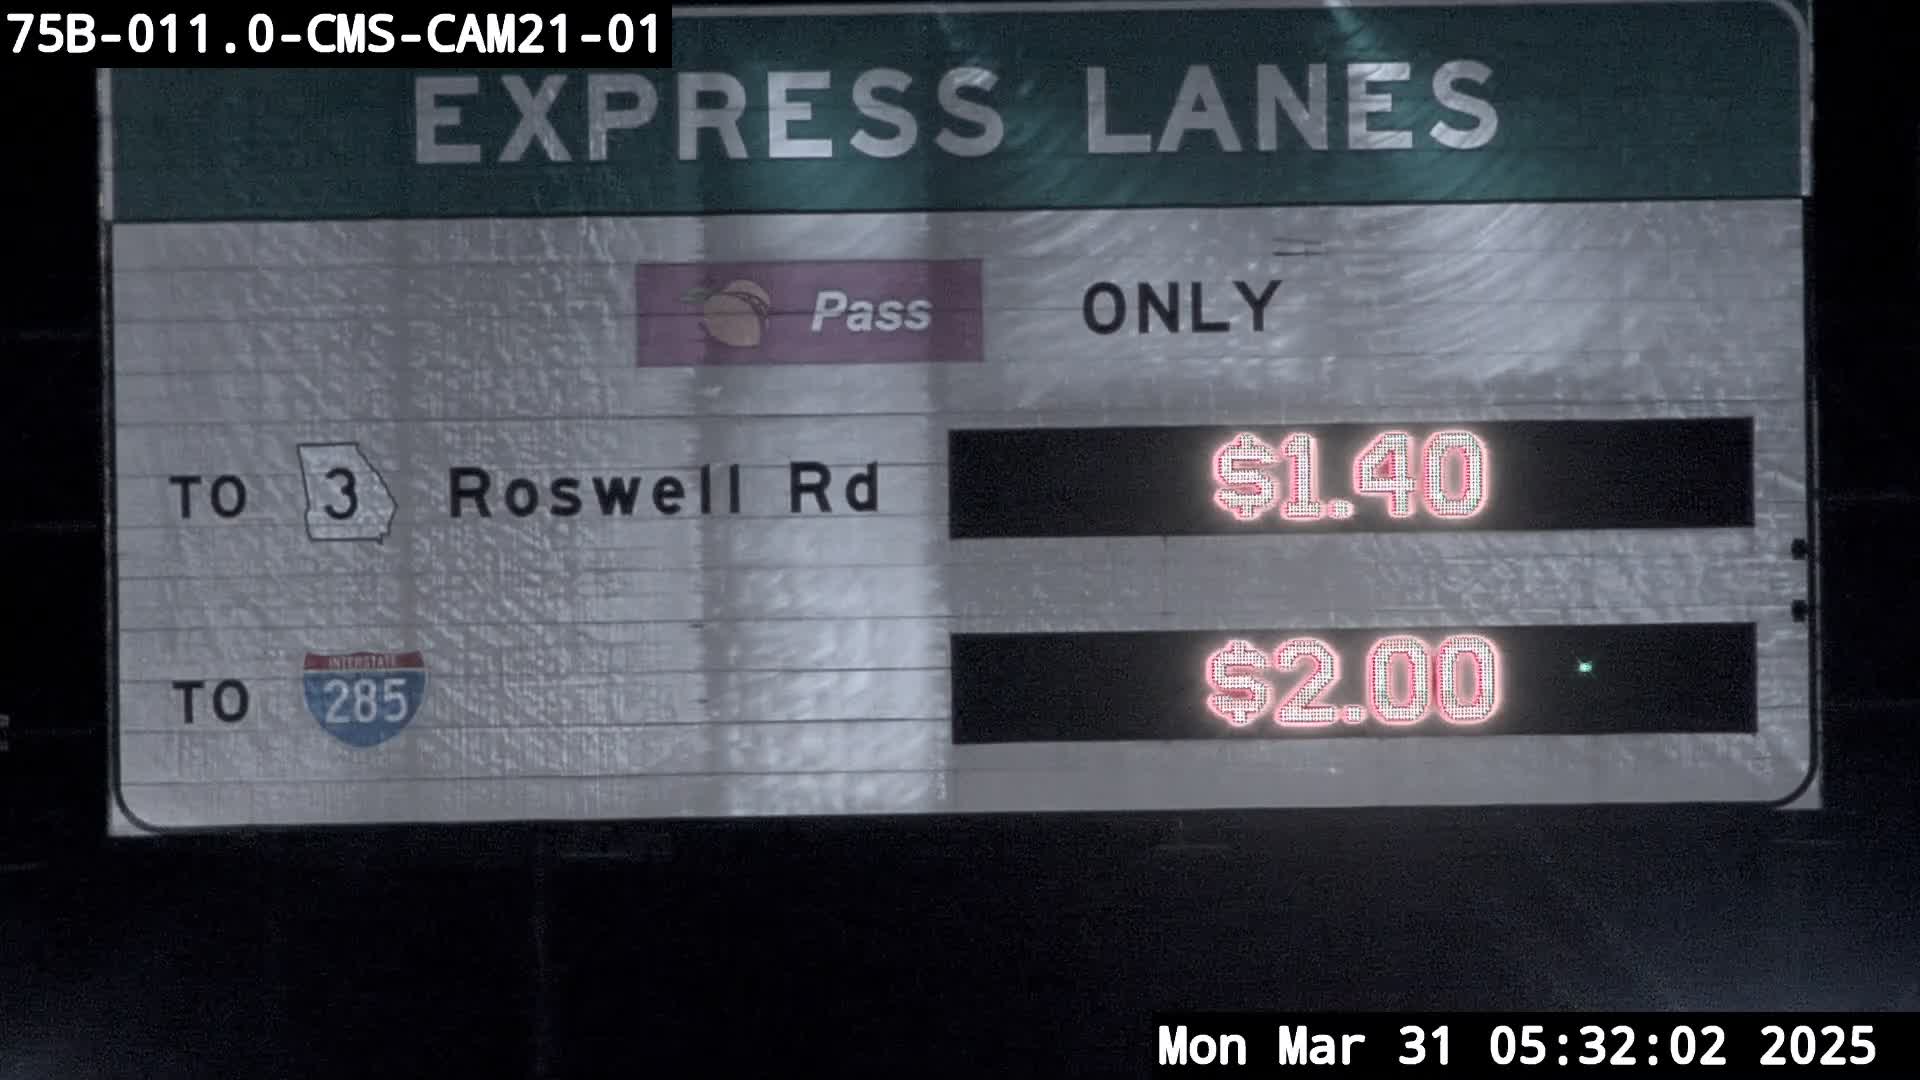 75B-011.0-CMS-CAM21-01
EXPRESS LANES
Pass ONLY
TO 3 Roswell Rd $1.40
INTERSTATE
TO 285 $2.00
Mon Mar 31 05:32:02 2025